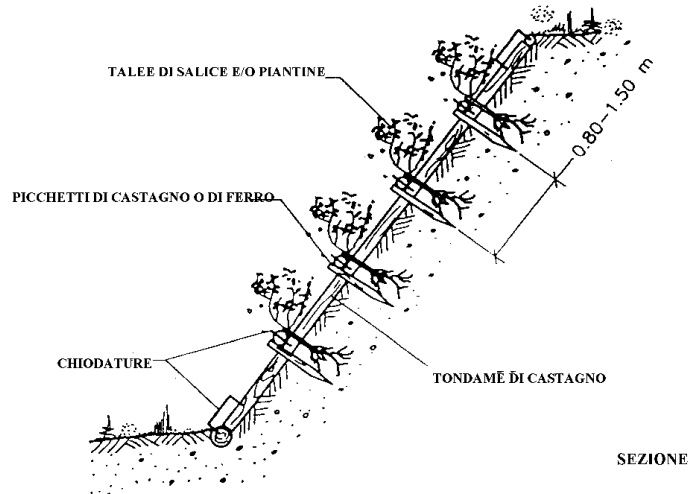 TALEE DI SALICE E/O PIANTINE
0.80-1.50 m
PICCHETTI DI CASTAGNO O DI FERRO
CHIODATURE
TONDAME DI CASTAGNO
SEZIONE